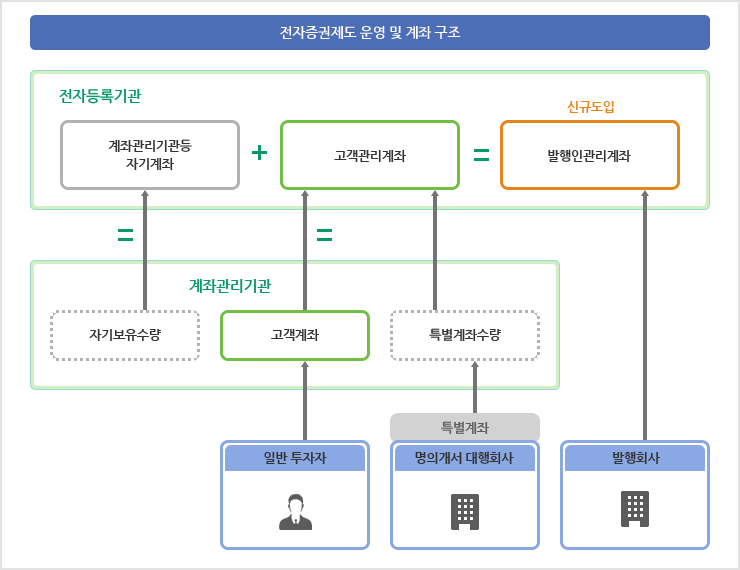 전자증권제도 운영 및 계좌 구조
전자등록기관
신규도입
계좌관리기관등
자기계좌
+
고객관리계좌
=
발행인관리계좌
=
=
계좌관리기관
자기보유수량
고객계좌
특별계좌수량
특별계좌
일반 투자자
명의개서 대행회사
발행회사